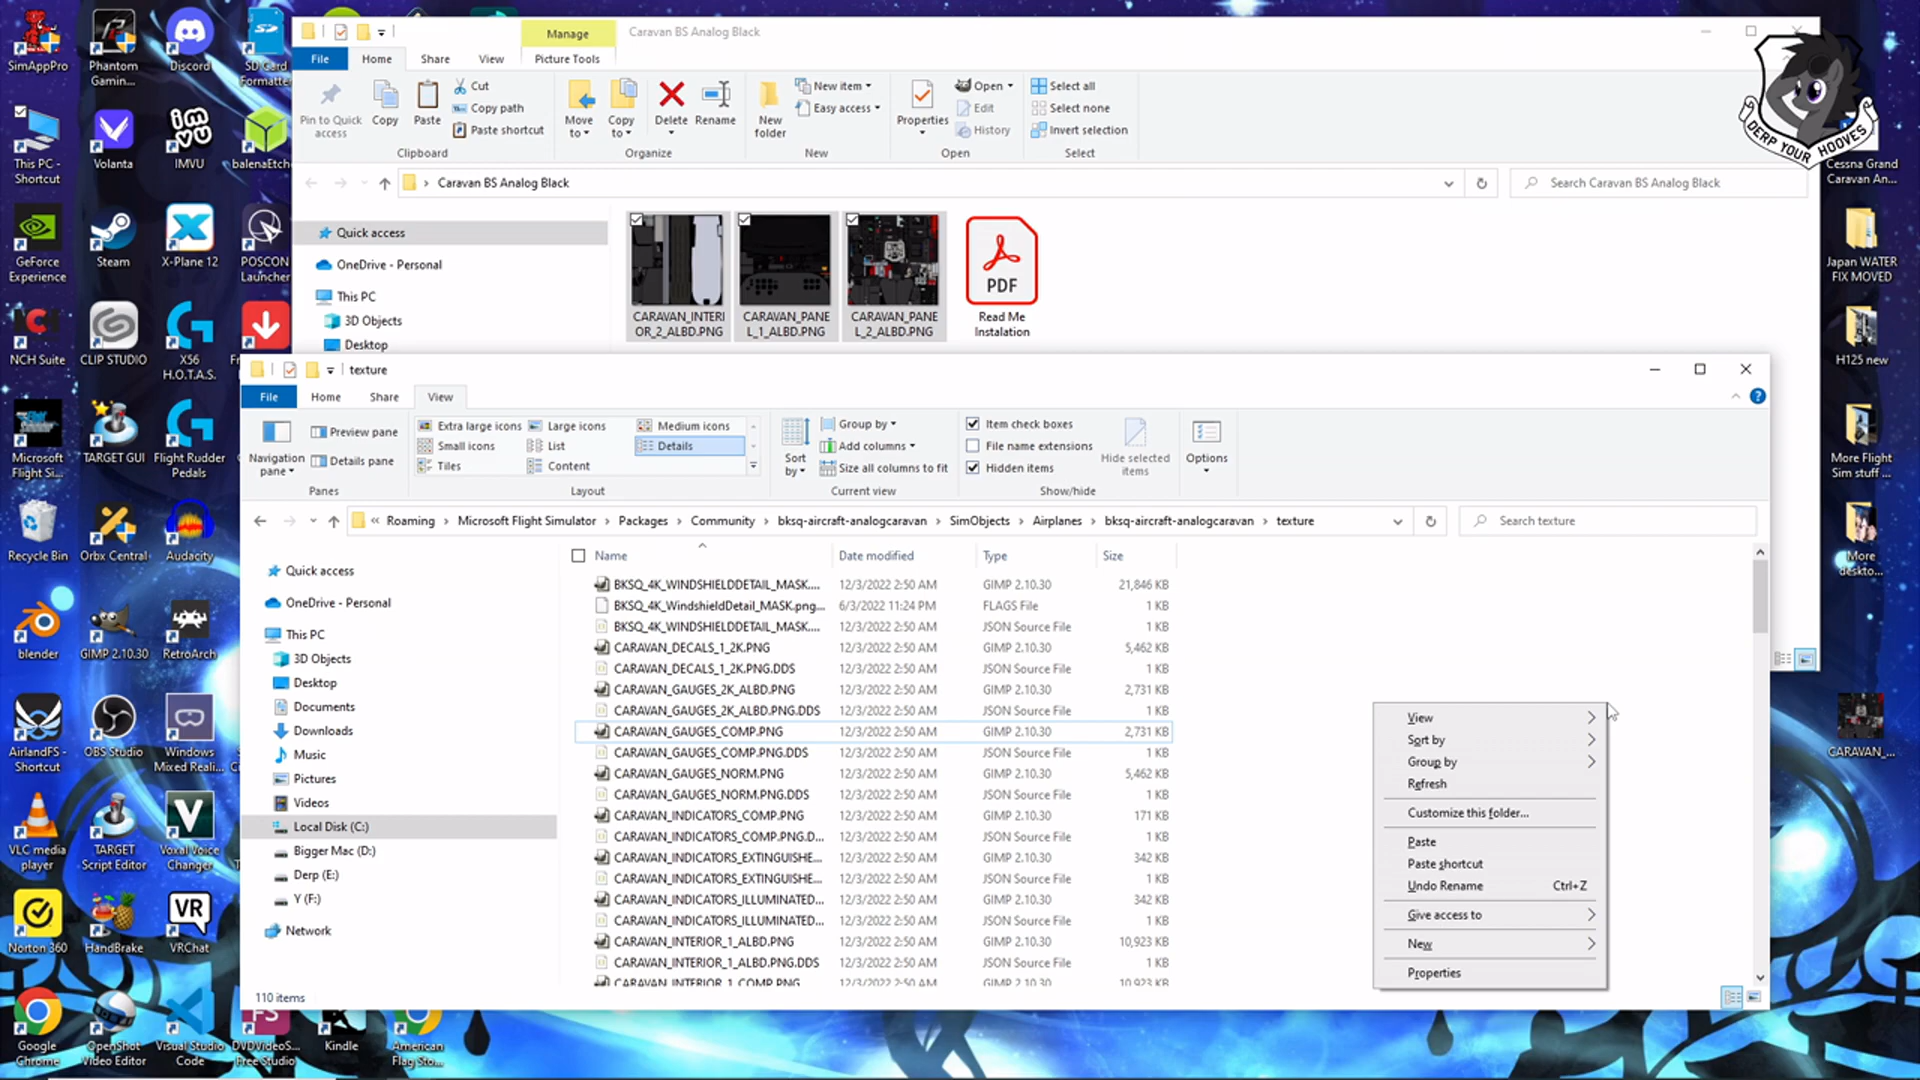 SimAppPro
Phantom
Gamin...
Discord
SD Card
Formatte...
This PC -
Shortcut
Volanta
IMVU
balenaEtch
GeForce
Experience
Steam
X-Plane 12
POSCON
Launcher
NCH Suite
CLIP STUDIO
X56
H.O.T.A.S.
Microsoft
Flight Si...
TARGET GUI
Flight Rudder
Pedals
Recycle Bin
Orbx Central
Audacity
blender
GIMP 2.10.30
RetroArch
AirlandFS -
Shortcut
OBS Studio
Windows
Mixed Reali...
VLC media
player
TARGET
Script Editor
Voxal Voice
Changer
Norton 360
HandBrake
VR
VRChat
Google
Chrome
OpenShot
Video Editor
Visual Studio
Code
DVDVideoS...
Free Studio
Kindle
American
Flag Sto...
Manage
Caravan BS Analog Black
File
Home
Share
View
Picture Tools
Pin to Quick
access
Copy
Paste
Cut
Copy path
Paste shortcut
Clipboard
Move
to
Copy
to
Delete
Rename
Organize
New
folder
New item
Easy access
New
Properties
Open
Edit
History
Open
Select all
Select none
Invert selection
Select
Caravan BS Analog Black
Search Caravan BS Analog Black
Quick access
OneDrive - Personal
This PC
3D Objects
Desktop
CARAVAN_INTERI
OR_2_ALBD.PNG
CARAVAN_PANE
L_1_ALBD.PNG
CARAVAN_PANE
L_2_ALBD.PNG
PDF
Read Me
Instalation
DERP YOUR HOOVES
Cessna Grand
Caravan An...
Japan WATER
FIX MOVED
H125 new
More Flight
Sim stuff ...
More
deskto...
CARAVAN_...
texture
File
Home
Share
View
Navigation
pane
Preview pane
Details pane
Panes
Extra large icons
Large icons
Medium icons
Small icons
List
Details
Tiles
Content
Layout
Sort
by
Group by
Add columns
Size all columns to fit
Current view
Item check boxes
File name extensions
Hidden items
Hide selected
items
Show/hide
Options
« Roaming › Microsoft Flight Simulator › Packages › Community › bksq-aircraft-analogcaravan › SimObjects › Airplanes › bksq-aircraft-analogcaravan › texture
Search texture
Quick access
OneDrive - Personal
This PC
3D Objects
Desktop
Documents
Downloads
Music
Pictures
Videos
Local Disk (C:)
Bigger Mac (D:)
Derp (E:)
Y (F:)
Network
110 items
Name Date modified Type Size
BKSQ_4K_WINDSHIELDDETAIL_MASK.... 12/3/2022 2:50 AM GIMP 2.10.30 21,846 KB
BKSQ_4K_WindshieldDetail_MASK.png... 6/3/2022 11:24 PM FLAGS File 1 KB
BKSQ_4K_WINDSHIELDDETAIL_MASK.... 12/3/2022 2:50 AM JSON Source File 1 KB
CARAVAN_DECALS_1_2K.PNG 12/3/2022 2:50 AM GIMP 2.10.30 5,462 KB
CARAVAN_DECALS_1_2K.PNG.DDS 12/3/2022 2:50 AM JSON Source File 1 KB
CARAVAN_GAUGES_2K_ALBD.PNG 12/3/2022 2:50 AM GIMP 2.10.30 2,731 KB
CARAVAN_GAUGES_2K_ALBD.PNG.DDS 12/3/2022 2:50 AM JSON Source File 1 KB
CARAVAN_GAUGES_COMP.PNG 12/3/2022 2:50 AM GIMP 2.10.30 2,731 KB
CARAVAN_GAUGES_COMP.PNG.DDS 12/3/2022 2:50 AM JSON Source File 1 KB
CARAVAN_GAUGES_NORM.PNG 12/3/2022 2:50 AM GIMP 2.10.30 5,462 KB
CARAVAN_GAUGES_NORM.PNG.DDS 12/3/2022 2:50 AM JSON Source File 1 KB
CARAVAN_INDICATORS_COMP.PNG 12/3/2022 2:50 AM GIMP 2.10.30 171 KB
CARAVAN_INDICATORS_COMP.PNG.D... 12/3/2022 2:50 AM JSON Source File 1 KB
CARAVAN_INDICATORS_EXTINGUISHE... 12/3/2022 2:50 AM GIMP 2.10.30 342 KB
CARAVAN_INDICATORS_EXTINGUISHE... 12/3/2022 2:50 AM JSON Source File 1 KB
CARAVAN_INDICATORS_ILLUMINATED... 12/3/2022 2:50 AM GIMP 2.10.30 342 KB
CARAVAN_INDICATORS_ILLUMINATED... 12/3/2022 2:50 AM JSON Source File 1 KB
CARAVAN_INTERIOR_1_ALBD.PNG 12/3/2022 2:50 AM GIMP 2.10.30 10,923 KB
CARAVAN_INTERIOR_1_ALBD.PNG.DDS 12/3/2022 2:50 AM JSON Source File 1 KB
CARAVAN_INTERIOR_1_COMP.PNG 12/3/2022 2:50 AM GIMP 2.10.30 10,923 KB
View
Sort by
Group by
Refresh
Customize this folder...
Paste
Paste shortcut
Undo Rename Ctrl+Z
Give access to
New
Properties